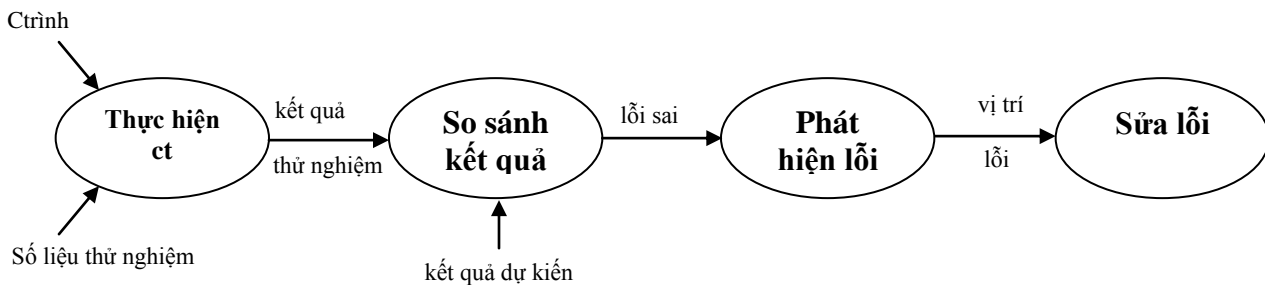 Ctrình
Thực hiện
ct
Số liệu thử nghiệm
kết quả
thử nghiệm
So sánh
kết quả
kết quả dự kiến
lỗi sai
Phát
hiện lỗi
vị trí
lỗi
Sửa lỗi